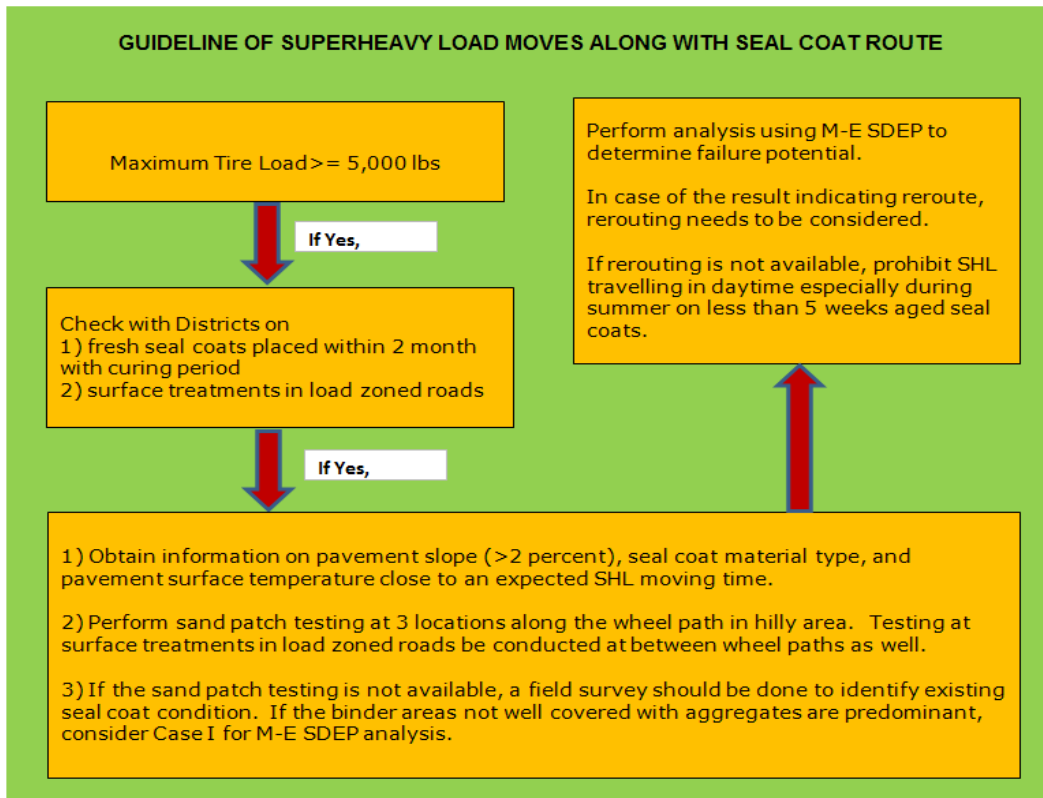 GUIDELINE OF SUPERHEAVY LOAD MOVES ALONG WITH SEAL COAT ROUTE
Maximum Tire Load>= 5,000 lbs
If Yes,
Check with Districts on
1) fresh seal coats placed within 2 month
with curing period
2) surface treatments in load zoned roads
If Yes,
1) Obtain information on pavement slope (>2 percent), seal coat material type, and
pavement surface temperature close to an expected SHL moving time.
2) Perform sand patch testing at 3 locations along the wheel path in hilly area.  Testing at
surface treatments in load zoned roads be conducted at between wheel paths as well.
3) If the sand patch testing is not available, a field survey should be done to identify existing
seal coat condition.  If the binder areas not well covered with aggregates are predominant,
consider Case I for M-E SDEP analysis.
Perform analysis using M-E SDEP to
determine failure potential.
In case of the result indicating reroute,
rerouting needs to be considered.
If rerouting is not available, prohibit SHL
travelling in daytime especially during
summer on less than 5 weeks aged seal
coats.